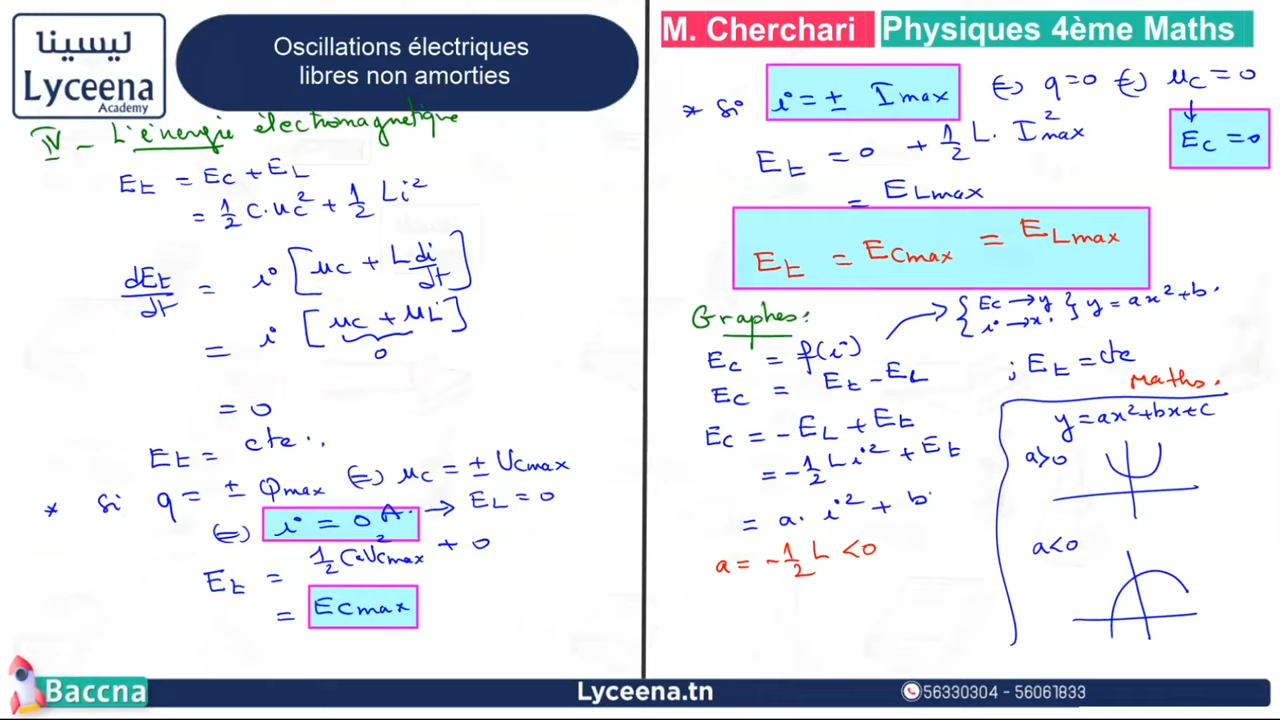 ليسينا
Lyceena
Academy
Oscillations électriques
libres non amorties
IV - L'énergie électromagnetique
Et = Ec + EL
= 1/2 C.uc² + 1/2 Li²
dEt/dt = i [uc + L di/dt]
= i [uc + uL]
0
= 0
Et = cte..
* Si q = ± Qmax ⇔ uc = ± Ucmax
⇔ i = 0 A. → EL = 0
Et = 1/2 C.Ucmax² + 0
= Ecmax
M. Cherchari Physiques 4ème Maths
* Si i = ± Imax ⇔ q=0 ⇔ uc = 0
↓
Ec = 0
Et = 0 + 1/2 L. Imax²
= ELmax
Et = Ecmax = ELmax
Graphes:
{ Ec → y
i → x. } y = ax² + b.
Ec = f(i)
Ec = Et - EL ; Et = cte
Ec = -EL + Et
= -1/2 Li² + Et
= a. i² + b.
a = -1/2 L < 0
Maths.
y = ax²+bx+c
a>0
a<0
Baccna
Lyceena.tn
56330304 - 56061833